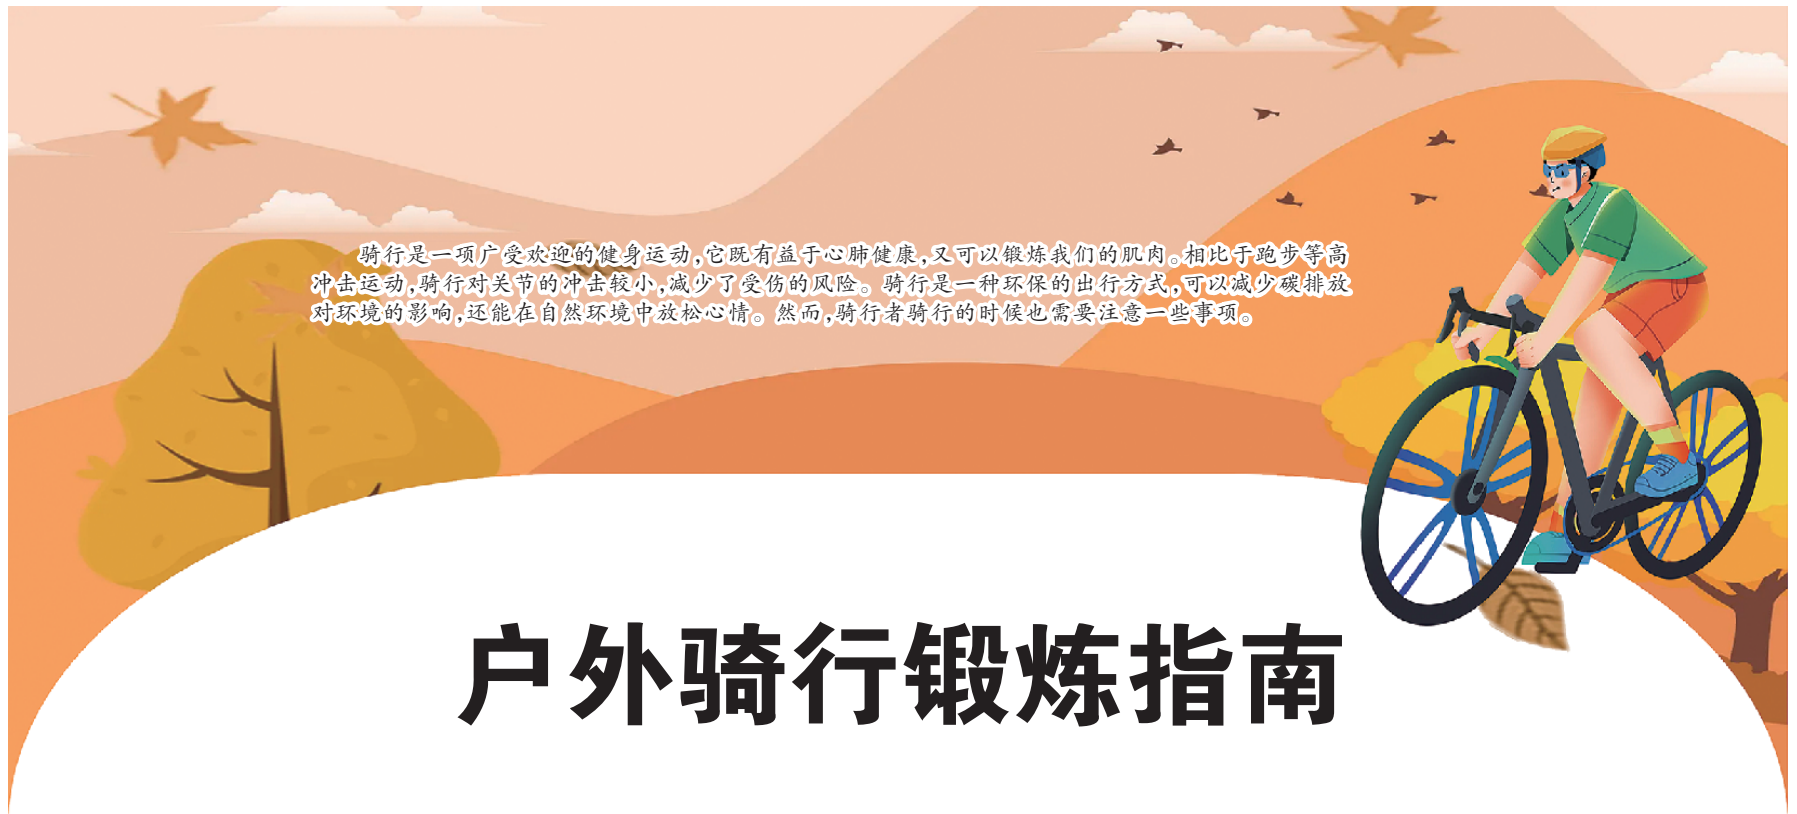 骑行是一项广受欢迎的健身运动,它既有益于心肺健康,又可以锻炼我们的肌肉。相比于跑步等高
冲击运动,骑行对关节的冲击较小,减少了受伤的风险。骑行是一种环保的出行方式,可以减少碳排放
对环境的影响,还能在自然环境中放松心情。然而,骑行者骑行的时候也需要注意一些事项。
户外骑行锻炼指南